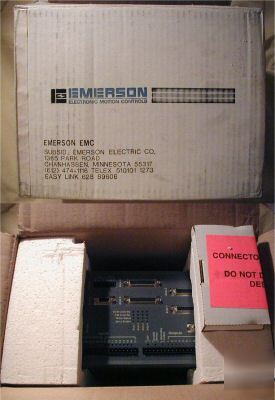 EMERSON
ELECTRONIC MOTION CONTROLS
EMERSON EMC
SUBSID. EMERSON ELECTRIC CO.
1365 PARK ROAD
CHANHASSEN, MINNESOTA 55317
(612) 474-1116 TELEX 510101 1273
EASY LINK 628 99606
CONNECTO
DO NOT D
DES